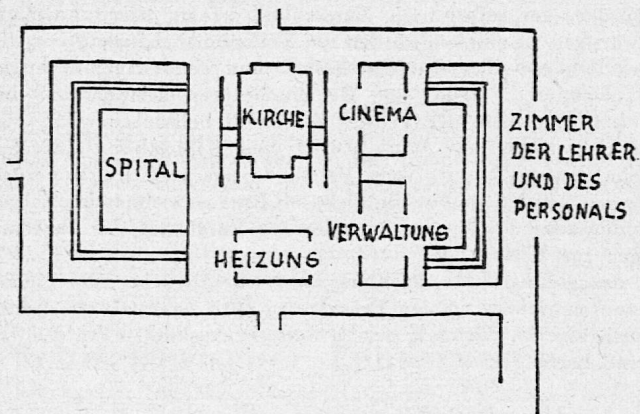 KIRCHE
CINEMA
SPITAL
ZIMMER
DER LEHRER
UND DES
PERSONALS
VERWALTUNG
HEIZUNG